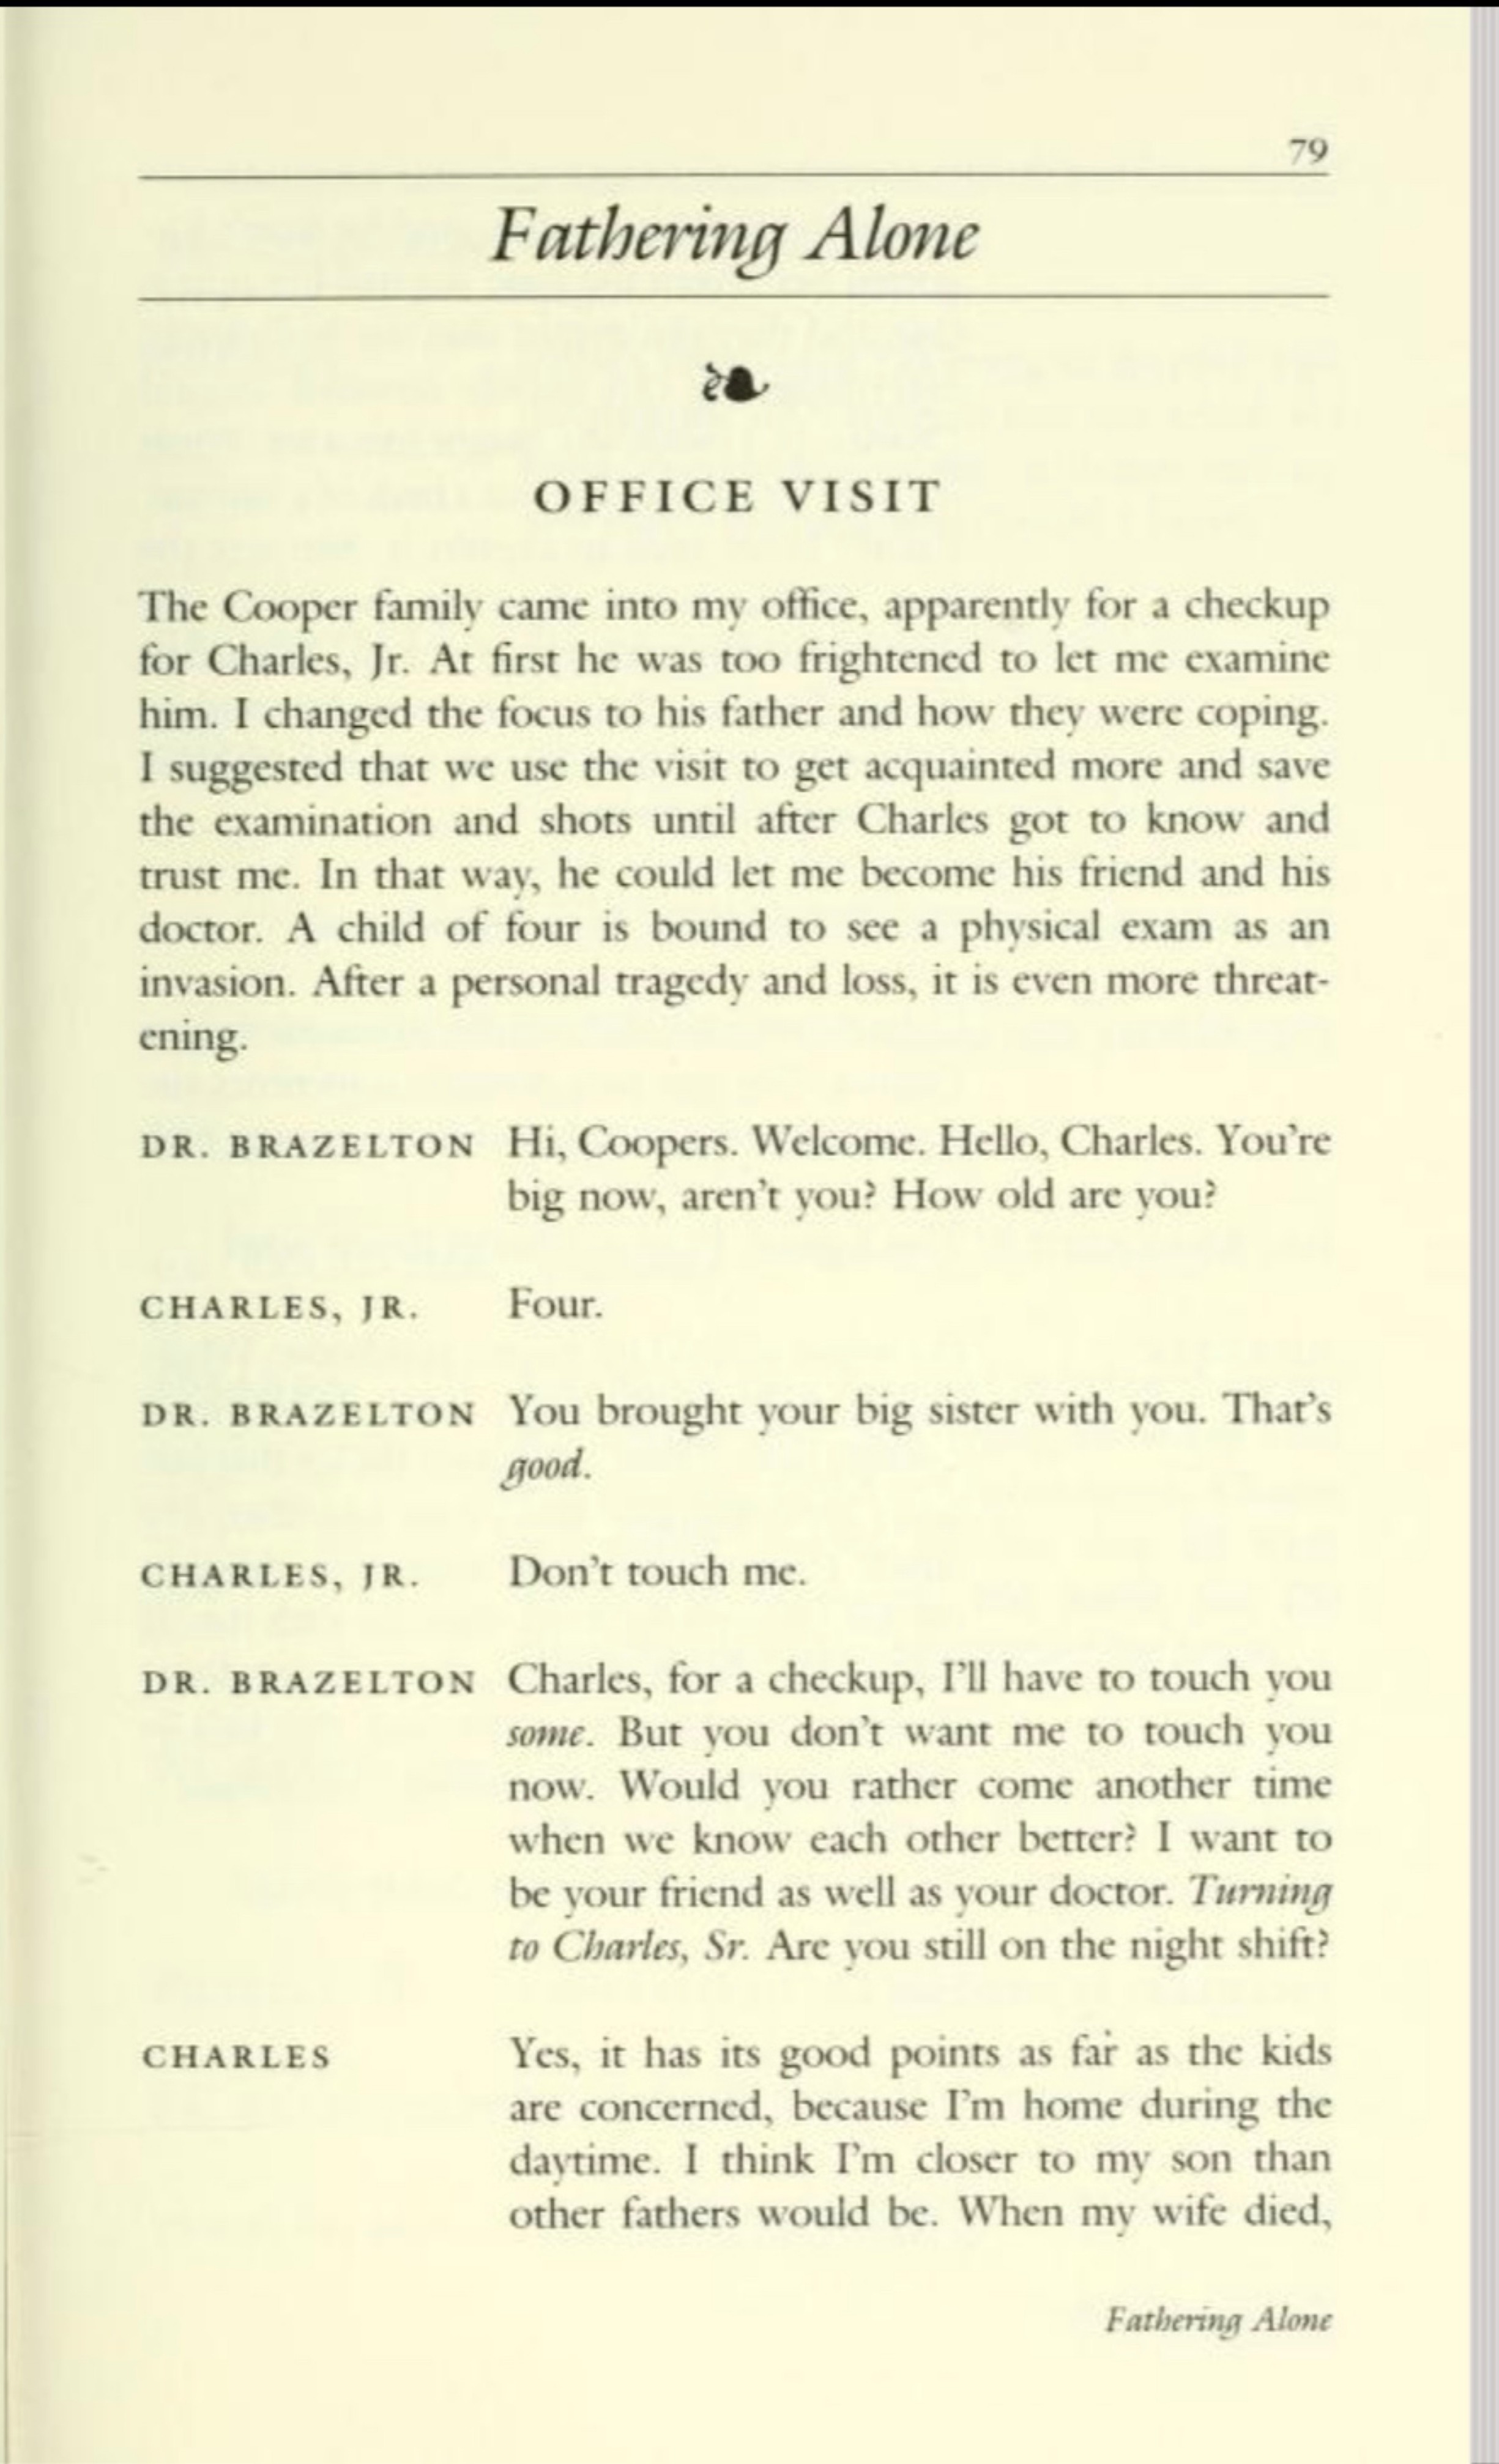 79
Fathering Alone
OFFICE VISIT
The Cooper family came into my office, apparently for a checkup
for Charles, Jr. At first he was too frightened to let me examine
him. I changed the focus to his father and how they were coping.
I suggested that we use the visit to get acquainted more and save
the examination and shots until after Charles got to know and
trust me. In that way, he could let me become his friend and his
doctor. A child of four is bound to see a physical exam as an
invasion. After a personal tragedy and loss, it is even more threat-
ening.
DR. BRAZELTON Hi, Coopers. Welcome. Hello, Charles. You're
big now, aren't you? How old are you?
CHARLES, JR. Four.
DR. BRAZELTON You brought your big sister with you. That's
good.
CHARLES, JR. Don't touch me.
DR. BRAZELTON Charles, for a checkup, I'll have to touch you
some. But you don't want me to touch you
now. Would you rather come another time
when we know each other better? I want to
be your friend as well as your doctor. Turning
to Charles, Sr. Are you still on the night shift?
CHARLES Yes, it has its good points as far as the kids
are concerned, because I'm home during the
daytime. I think I'm closer to my son than
other fathers would be. When my wife died,
Fathering Alone